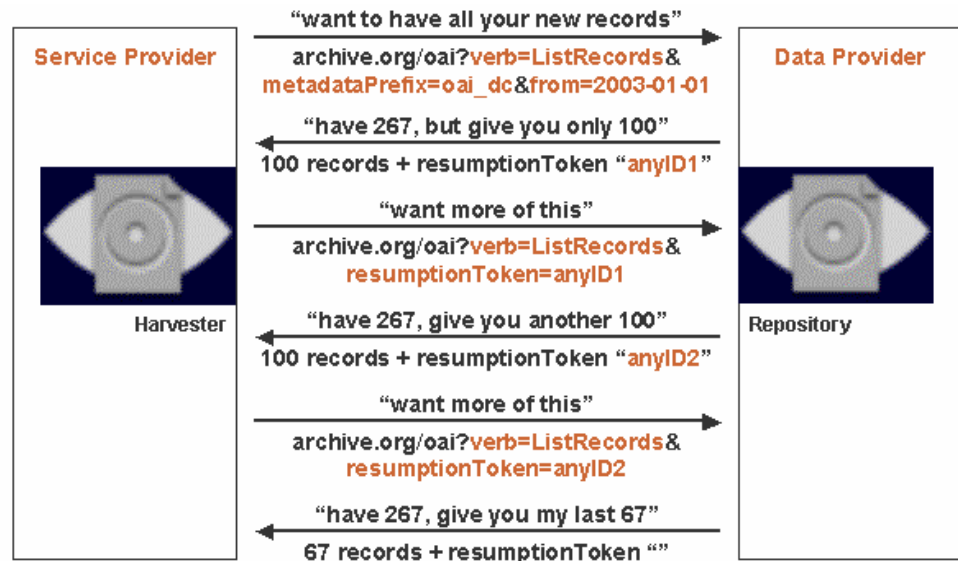 “want to have all your new records”
Service Provider
archive.org/oai?verb=ListRecords&
Data Provider
metadataPrefix=oai_dc&from=2003-01-01
“have 267, but give you only 100”
100 records + resumptionToken “anyID1”
“want more of this”
archive.org/oai?verb=ListRecords&
resumptionToken=anyID1
Harvester
“have 267, give you another 100”
Repository
100 records + resumptionToken “anyID2”
“want more of this”
archive.org/oai?verb=ListRecords&
resumptionToken=anyID2
“have 267, give you my last 67”
67 records + resumptionToken “”